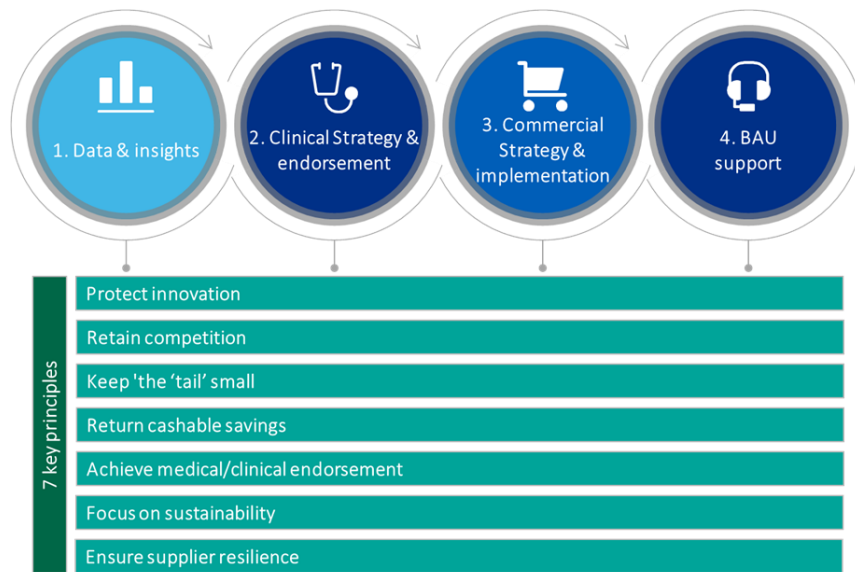 1. Data & insights
2. Clinical Strategy &
endorsement
3. Commercial
Strategy &
implementation
4. BAU
support
7 key principles
Protect innovation
Retain competition
Keep 'the ‘tail’ small
Return cashable savings
Achieve medical/clinical endorsement
Focus on sustainability
Ensure supplier resilience